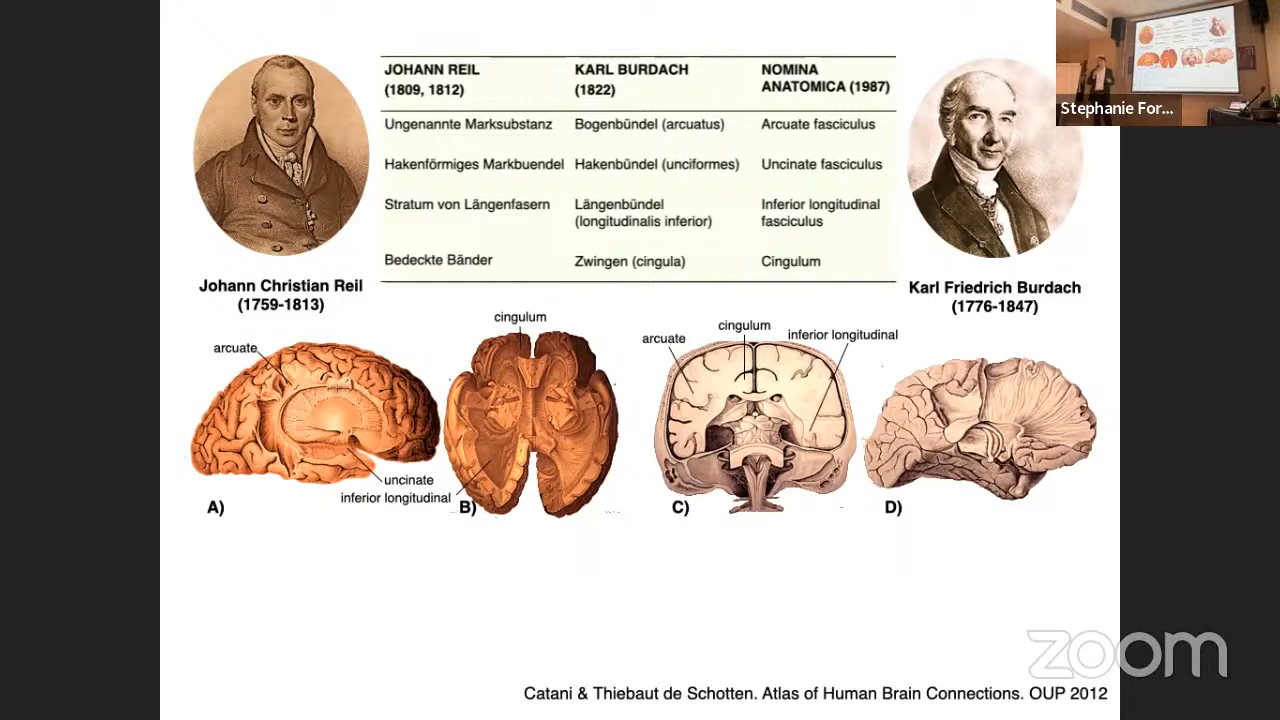 Stephanie For...
JOHANN REIL
(1809, 1812)
KARL BURDACH
(1822)
NOMINA
ANATOMICA (1987)
Ungenannte Marksubstanz
Bogenbündel (arcuatus)
Arcuate fasciculus
Hakenförmiges Markbuendel
Hakenbündel (unciformes)
Uncinate fasciculus
Stratum von Längenfasern
Längenbündel
(longitudinalis inferior)
Inferior longitudinal
fasciculus
Bedeckte Bänder
Zwingen (cingula)
Cingulum
Johann Christian Reil
(1759-1813)
Karl Friedrich Burdach
(1776-1847)
arcuate
cingulum
uncinate
inferior longitudinal
A)
B)
arcuate
cingulum
inferior longitudinal
C)
D)
zoom
Catani & Thiebaut de Schotten. Atlas of Human Brain Connections. OUP 2012